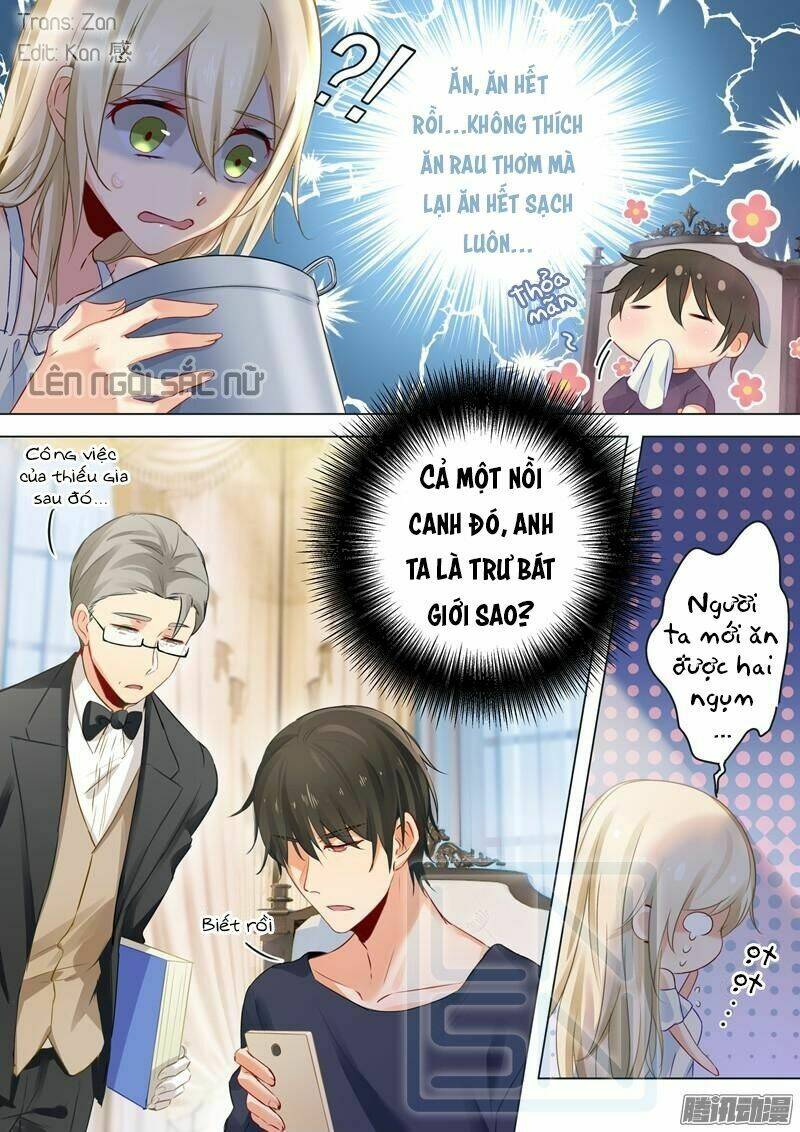 Trans: Zan
Edit: Kan 感
?!
ĂN, ĂN HẾT
RỒI...KHÔNG THÍCH
ĂN RAU THƠM MÀ
LẠI ĂN HẾT SẠCH
LUÔN...
Thỏa
mãn
LÊN NGÔI SẮC NỮ
Công việc
của thiếu gia
sau đó...
CẢ MỘT NỒI
CANH ĐÓ, ANH
TA LÀ TRƯ BÁT
GIỚI SAO?
Người
ta mới ăn
được hai
ngụm
...
Biết rồi
ọx
ọx
...
腾讯动漫